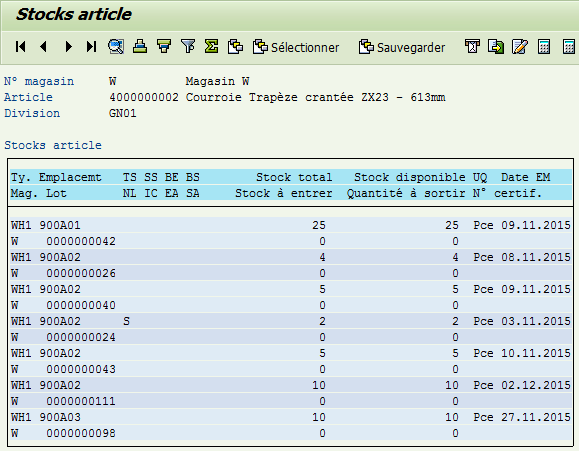 Stocks article
Sélectionner Sauvegarder
N° magasin W Magasin W
Article 4000000002 Courroie Trapèze crantée ZX23 - 613mm
Division GN01
Stocks article
Ty. Emplacemt TS SS BE BS Stock total Stock disponible UQ Date EM
Mag. Lot NL IC EA SA Stock à entrer Quantité à sortir N° certif.
WH1 900A01 25 25 Pce 09.11.2015
W 0000000042 0 0
WH1 900A02 4 4 Pce 08.11.2015
W 0000000026 0 0
WH1 900A02 5 5 Pce 09.11.2015
W 0000000040 0 0
WH1 900A02 S 2 2 Pce 03.11.2015
W 0000000024 0 0
WH1 900A02 5 5 Pce 10.11.2015
W 0000000043 0 0
WH1 900A02 10 10 Pce 02.12.2015
W 0000000111 0 0
WH1 900A03 10 10 Pce 27.11.2015
W 0000000098 0 0